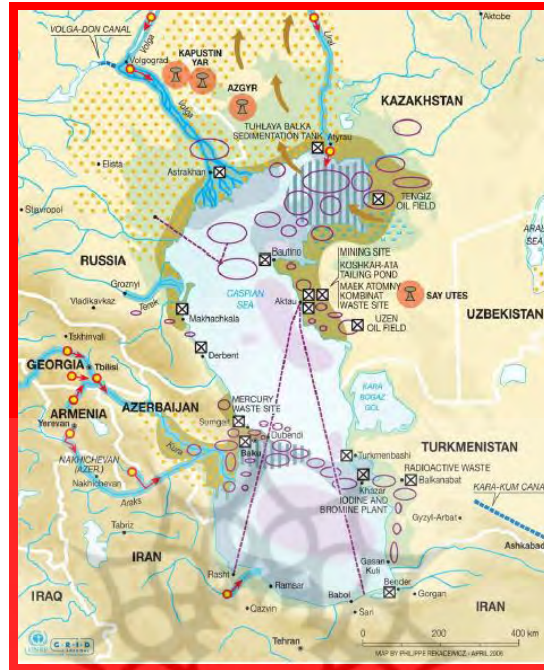 Aktobe
VOLGA-DON CANAL
Volga
Ural
KAPUSTIN
YAR
Volgograd
AZGYR
KAZAKHSTAN
Volga
TUHLAYA BALKA
SEDIMENTATION TANK
Atyrau
Elista
Astrakhan
TENGIZ
OIL FIELD
Stavropol
ARAL
SEA
RUSSIA
Bautino
MINING SITE
KOSHKAR-ATA
TAILING POND
MAEK ATOMNY
KOMBINAT
WASTE SITE
Groznyi
CASPIAN
SEA
SAY UTES
Vladikavkaz
Terek
Aktau
UZBEKISTAN
Makhachkala
UZEN
OIL FIELD
Tskhinvali
Derbent
GEORGIA
Tbilisi
KARA
BOGAZ
GOL
ARMENIA
AZERBAIJAN
MERCURY
WASTE SITE
Yerevan
Sumgait
Dubendi
TURKMENISTAN
NAKHICHEVAN
(AZER.)
Kura
Baku
Turkmenbashi
RADIOACTIVE WASTE
Nakhichevan
Balkanabat
Khazar
KARA-KUM CANAL
Araks
IODINE AND
BROMINE PLANT
Tabriz
Gyzyl-Arbat
IRAN
Gasan
Kuli
Ashkabad
Rasht
Ramsar
Bender
IRAQ
Babol
Gorgan
IRAN
Qazvin
Sari
Tehran
0 200 400 km
UNEP
GRID
MAP BY PHILIPPE REKACEWICZ - APRIL 2006